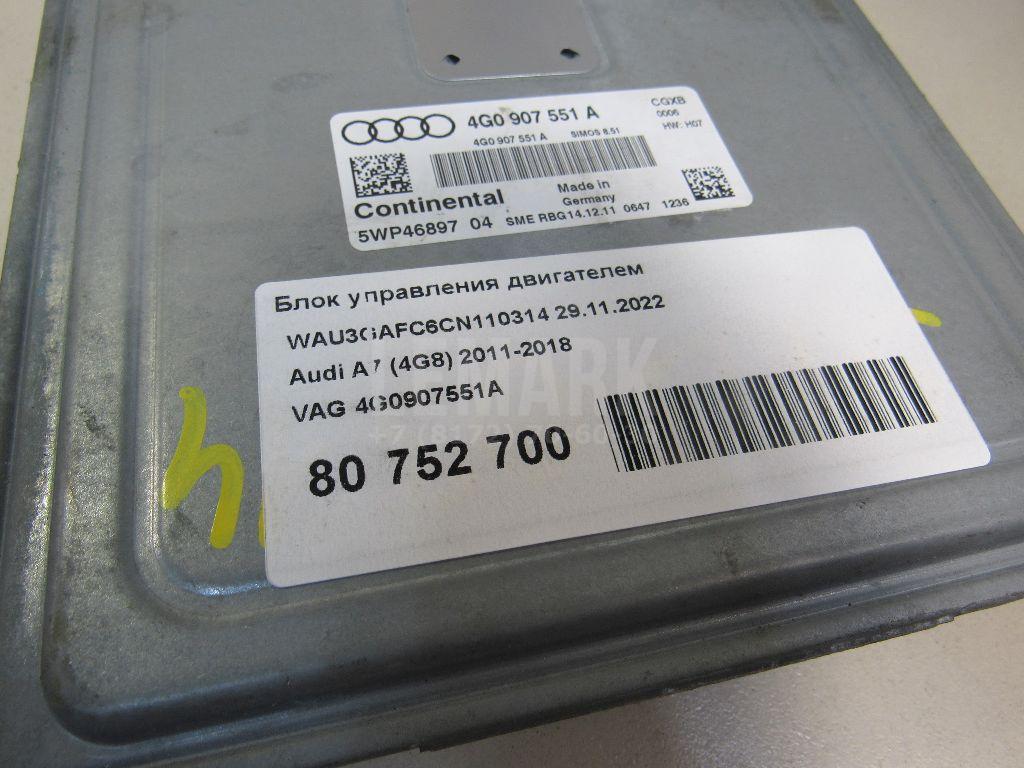 4G0 907 551 A
CGXB
0006
HW: H07
4G0 907 551 A SIMOS 8.51
Continental
Made in
Germany
5WP46897 04 SME RBG14.12.11 0647 1236
Блок управления двигателем
WAU3GAFC6CN110314 29.11.2022
Audi A7 (4G8) 2011-2018
VAG 4G0907551A
80 752 700